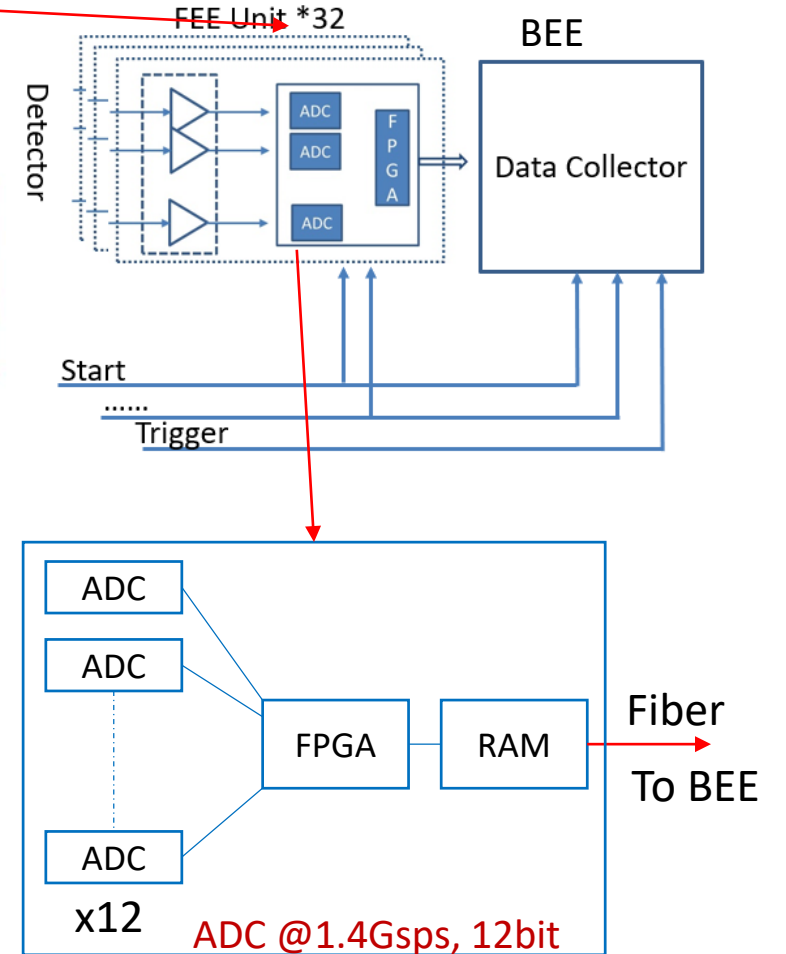 FEE Unit *32
BEE
Detector
ADC
ADC
ADC
FPGA
Data Collector
Start
......
Trigger
ADC
ADC
ADC
x12
FPGA
RAM
Fiber
To BEE
ADC @1.4Gsps, 12bit